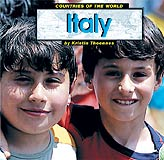 COUNTRIES OF THE WORLD
Italy
by Kristin Thoennes